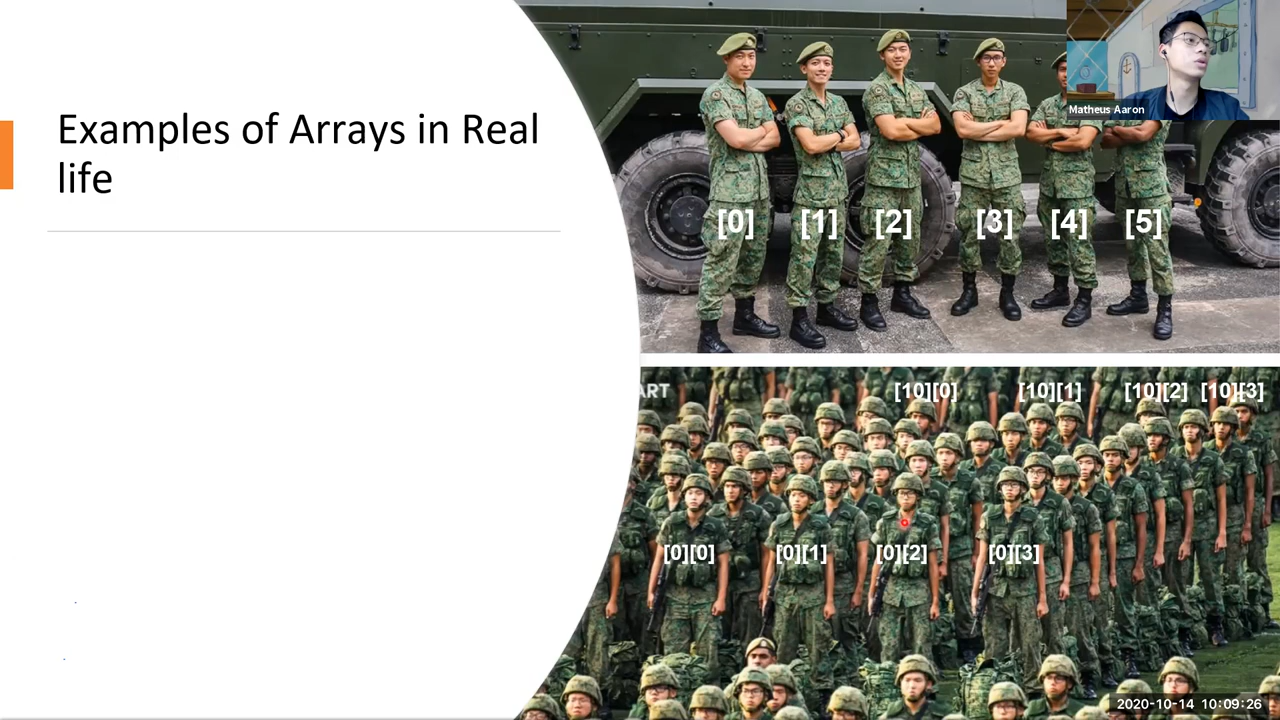 Examples of Arrays in Real
life
Matheus Aaron
[0] [1] [2] [3] [4] [5]
ART
[10][0] [10][1] [10][2] [10][3]
[0][0] [0][1] [0][2] [0][3]
2020-10-14 10:09:26